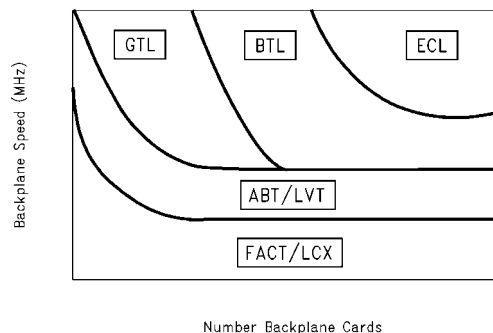 GTL
BTL
ECL
Backplane Speed (MHz)
ABT/LVT
FACT/LCX
Number Backplane Cards